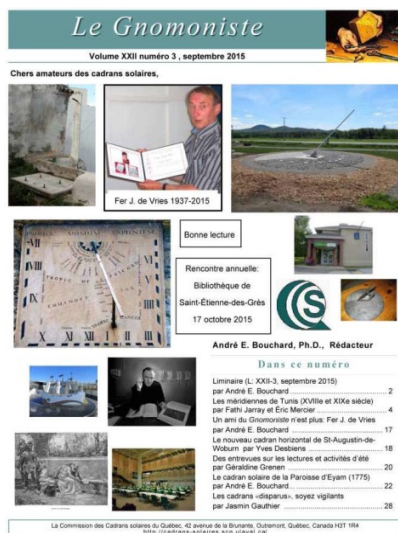 Le Gnomoniste
Volume XXII numéro 3 , septembre 2015
Chers amateurs des cadrans solaires,
Fer J. de Vries 1937-2015
Bonne lecture
Rencontre annuelle:
Bibliothèque de
Saint-Étienne-des-Grès
17 octobre 2015
André E. Bouchard, Ph.D., Rédacteur
Dans ce numéro
Liminaire (L: XXII-3, septembre 2015)
par André E. Bouchard ... 2
Les méridiennes de Tunis (XVIIIe et XIXe siècle)
par Fathi Jarray et Éric Mercier ... 4
Un ami du Gnomoniste n'est plus: Fer J. de Vries
par André E. Bouchard ... 17
Le nouveau cadran horizontal de St-Augustin-de-
Woburn par Yves Desbiens ... 18
Des entrevues sur les lectures et activités d'été
par Géraldine Grenen ... 20
Le cadran solaire de la Paroisse d'Eyam (1775)
par André E. Bouchard ... 22
Les cadrans «disparus», soyez vigilants
par Jasmin Gauthier ... 28
La Commission des Cadrans solaires du Québec, 42 avenue de la Brunante, Outremont, Québec, Canada H3T 1R4